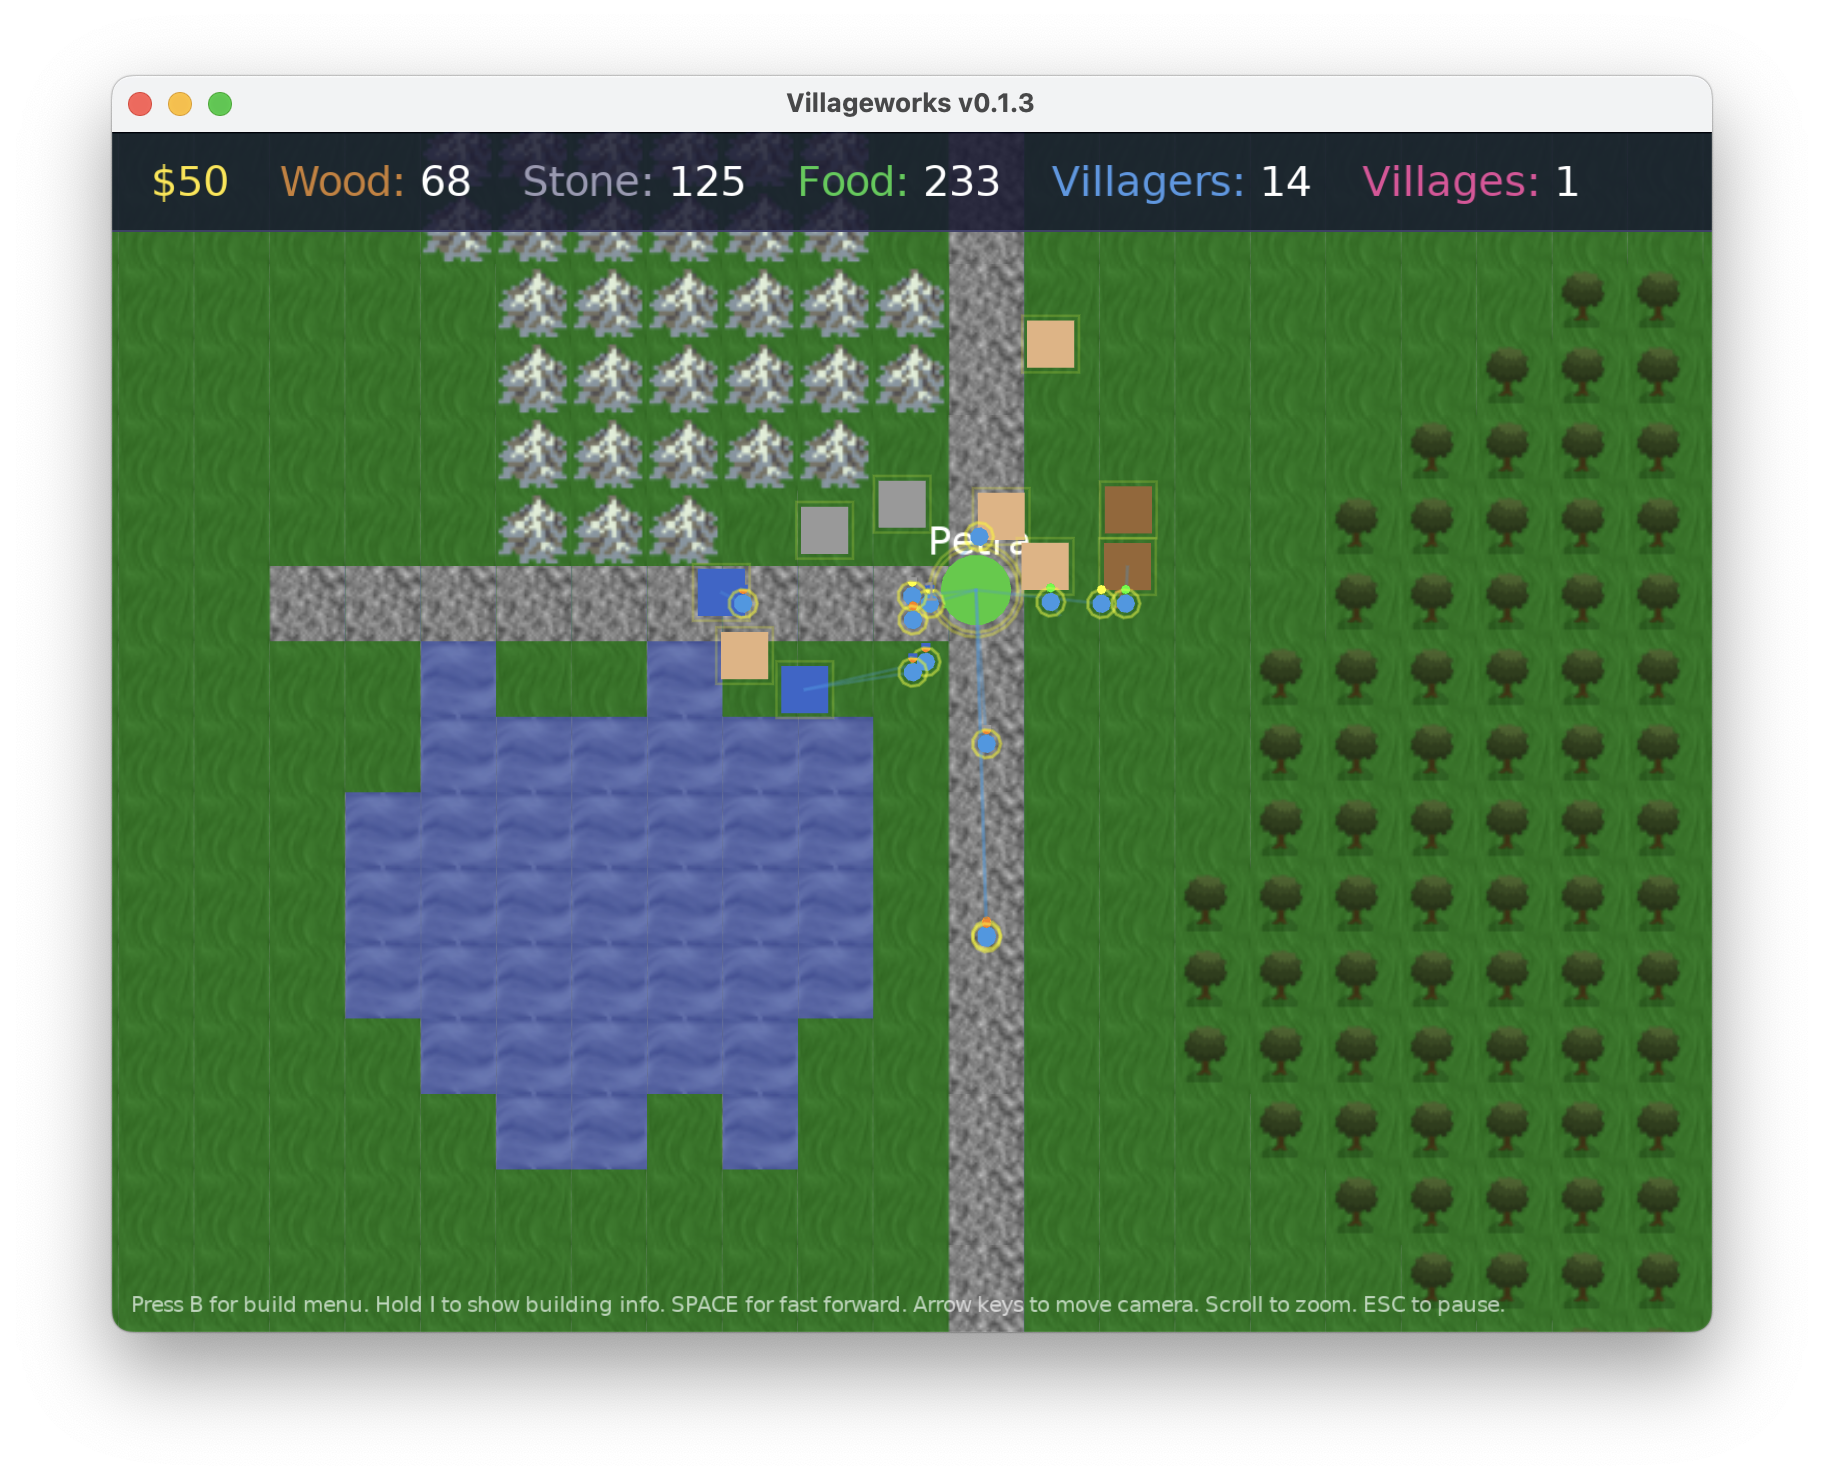 Villageworks v0.1.3
$50 Wood: 68 Stone: 125 Food: 233 Villagers: 14 Villages: 1
Petra
Press B for build menu. Hold I to show building info. SPACE for fast forward. Arrow keys to move camera. Scroll to zoom. ESC to pause.